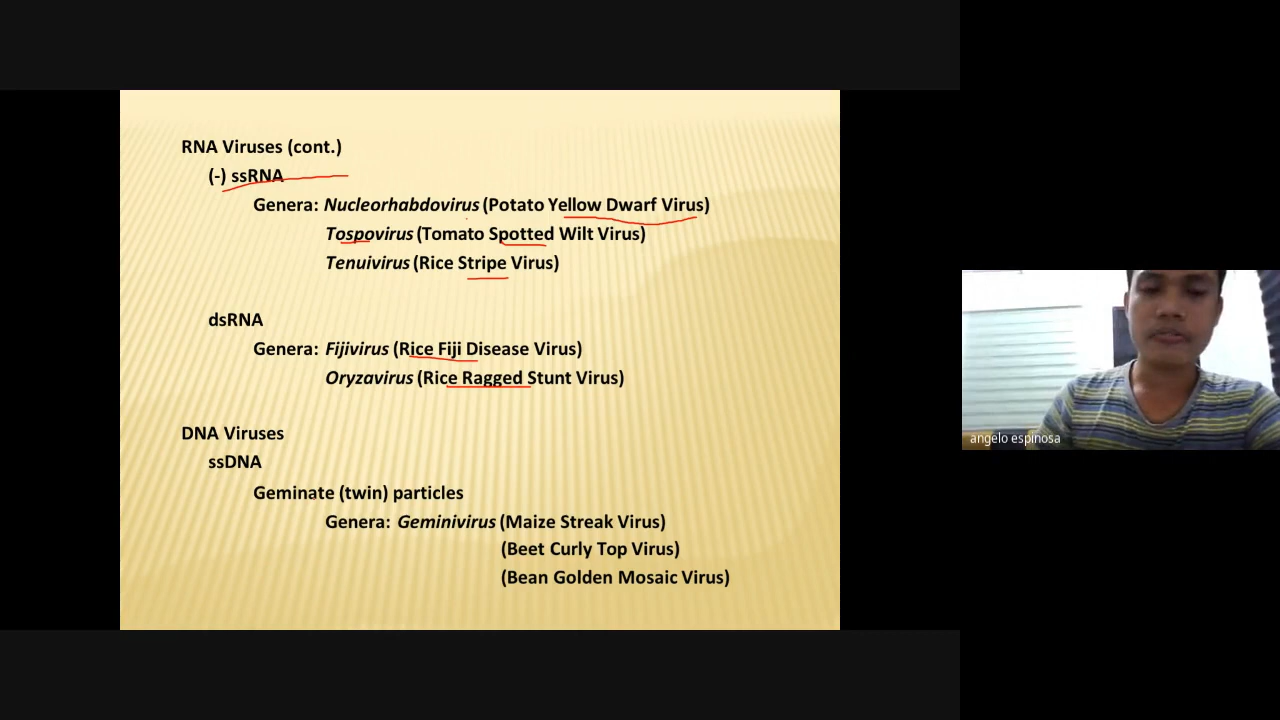 RNA Viruses (cont.)
(-) ssRNA
Genera: Nucleorhabdovirus (Potato Yellow Dwarf Virus)
Tospovirus (Tomato Spotted Wilt Virus)
Tenuivirus (Rice Stripe Virus)
dsRNA
Genera: Fijivirus (Rice Fiji Disease Virus)
Oryzavirus (Rice Ragged Stunt Virus)
DNA Viruses
ssDNA
Geminate (twin) particles
Genera: Geminivirus (Maize Streak Virus)
(Beet Curly Top Virus)
(Bean Golden Mosaic Virus)
angelo espinosa